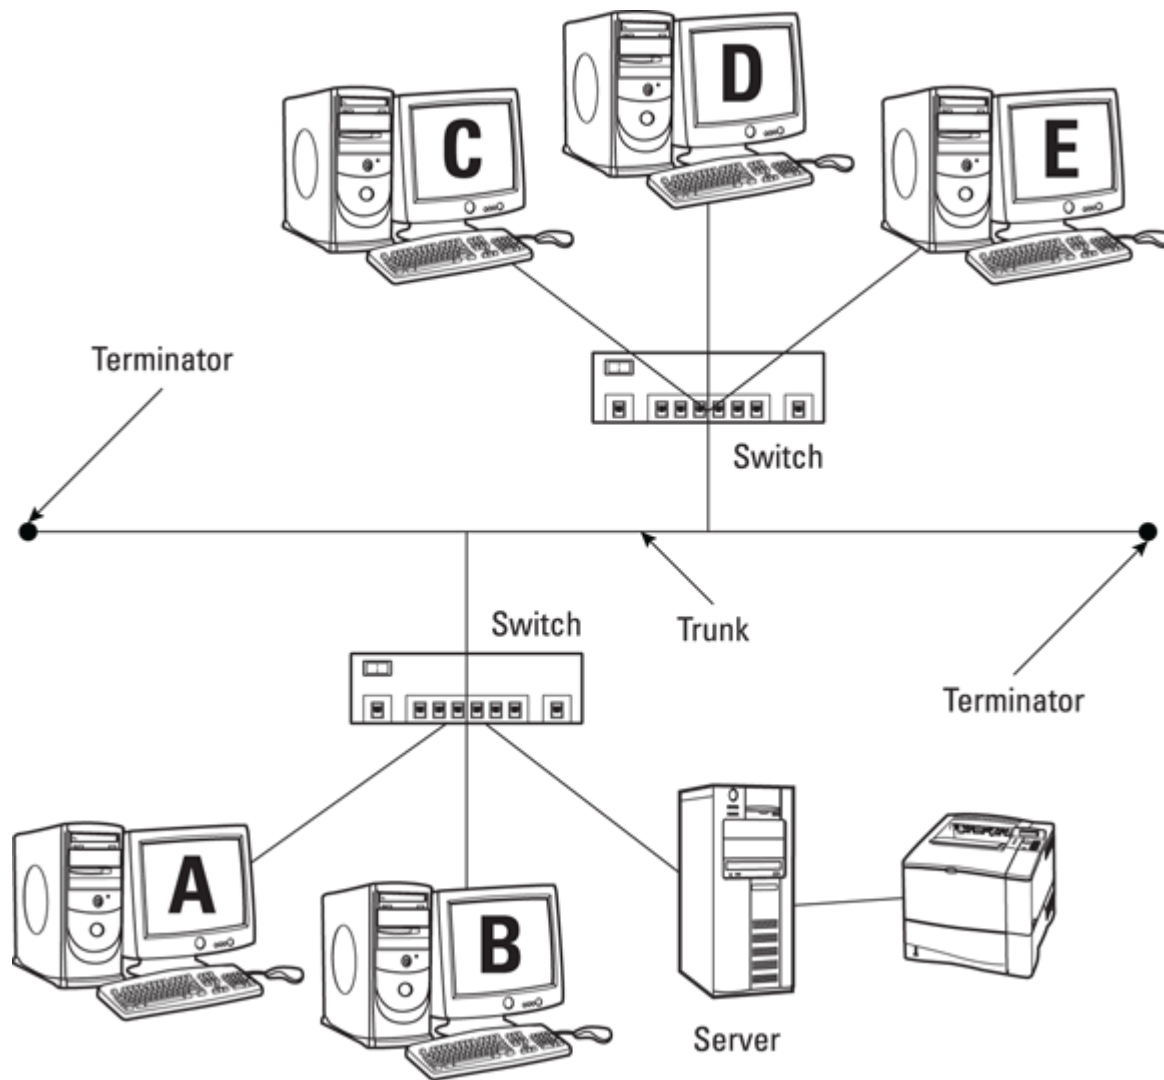 D
C
E
Terminator
Switch
Switch
Trunk
Terminator
A
B
Server